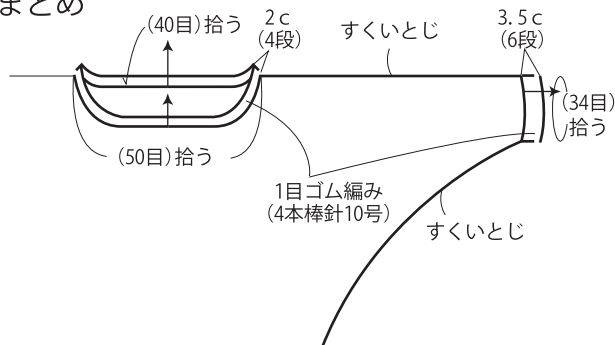 まとめ
(40目)拾う
2c
(4段)
すくいとじ
3.5c
(6段)
(34目)
拾う
(50目)拾う
1目ゴム編み
(4本棒針10号)
すくいとじ